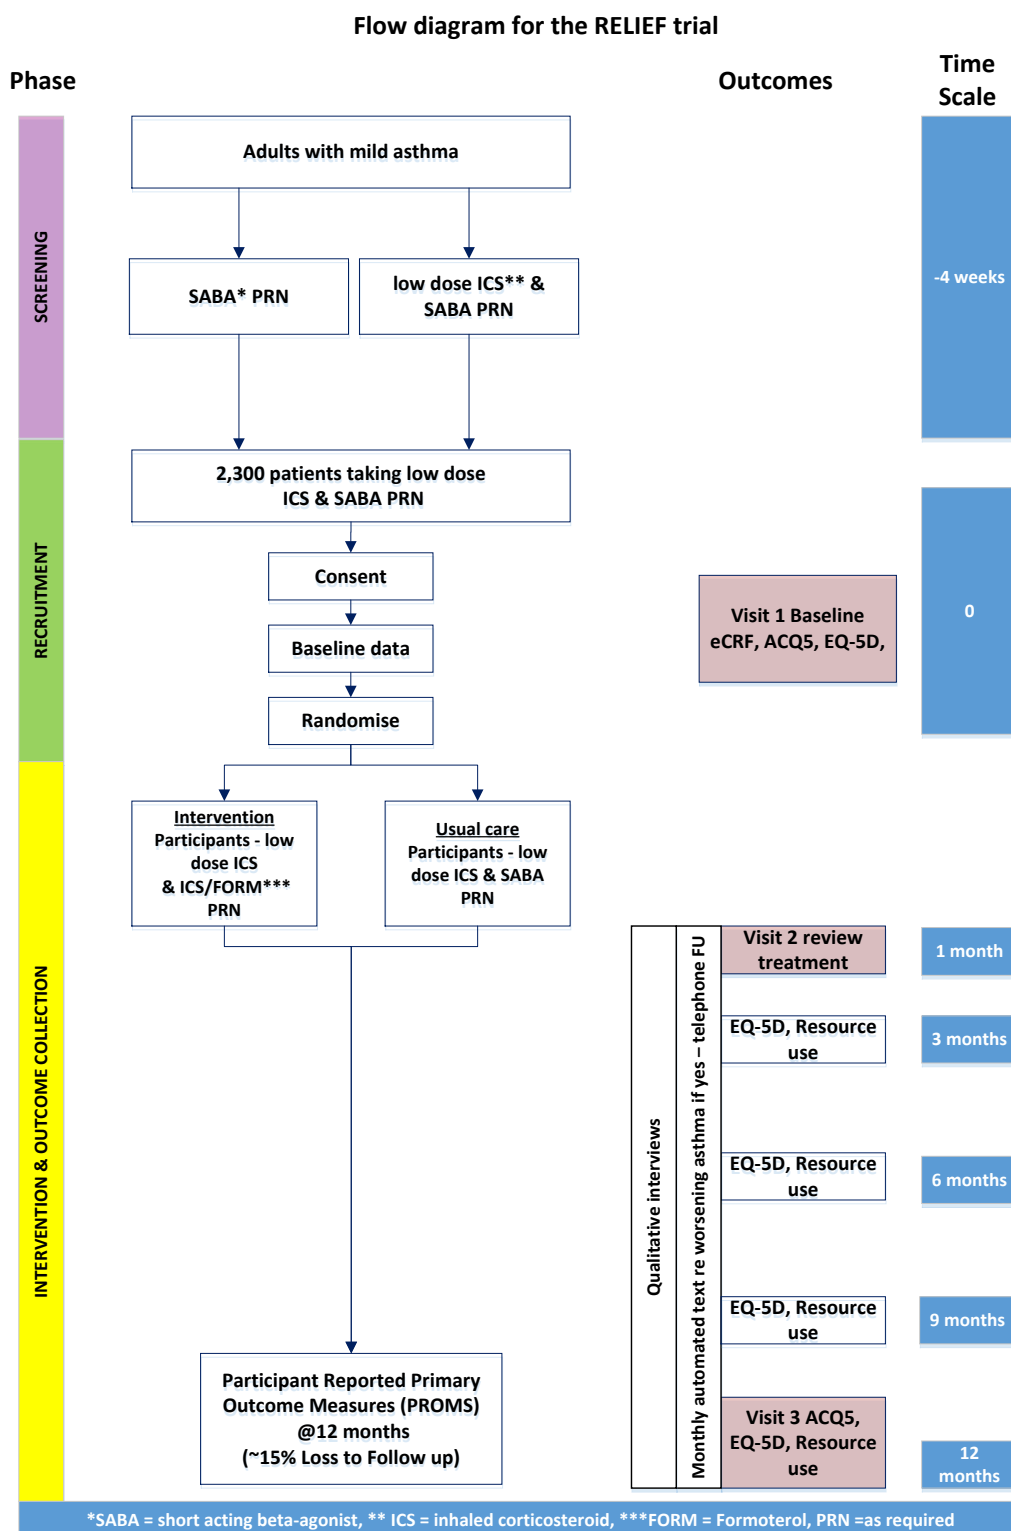 Flow diagram for the RELIEF trial
Phase
Outcomes
Time
Scale
SCREENING
Adults with mild asthma
SABA* PRN
low dose ICS** &
SABA PRN
-4 weeks
RECRUITMENT
2,300 patients taking low dose
ICS & SABA PRN
Consent
Baseline data
Randomise
Visit 1 Baseline
eCRF, ACQ5, EQ-5D,
0
INTERVENTION & OUTCOME COLLECTION
Intervention
Participants - low
dose ICS
& ICS/FORM***
PRN
Usual care
Participants - low
dose ICS & SABA
PRN
Qualitative interviews
Monthly automated text re worsening asthma if yes – telephone FU
Visit 2 review
treatment
1 month
EQ-5D, Resource
use
3 months
EQ-5D, Resource
use
6 months
EQ-5D, Resource
use
9 months
Participant Reported Primary
Outcome Measures (PROMS)
@12 months
(~15% Loss to Follow up)
Visit 3 ACQ5,
EQ-5D, Resource
use
12
months
*SABA = short acting beta-agonist, ** ICS = inhaled corticosteroid, ***FORM = Formoterol, PRN =as required